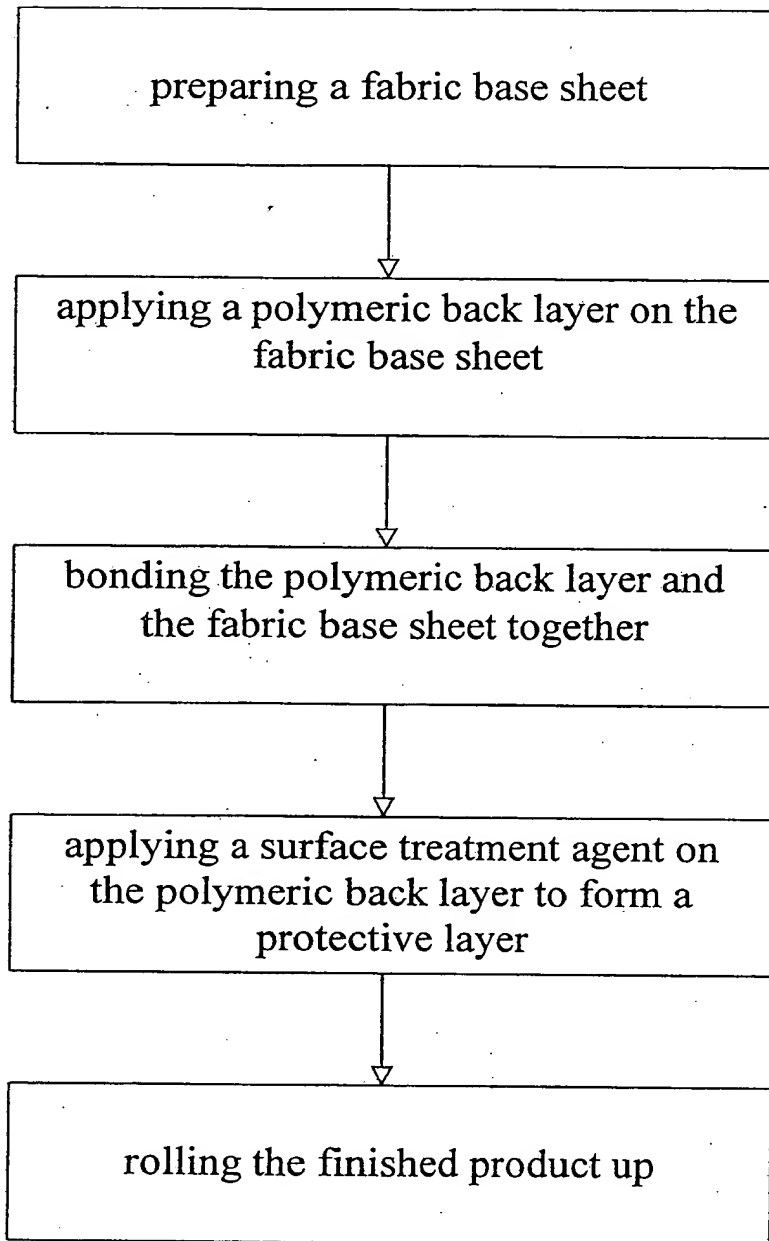 preparing a fabric base sheet
applying a polymeric back layer on the
fabric base sheet
bonding the polymeric back layer and
the fabric base sheet together
applying a surface treatment agent on
the polymeric back layer to form a
protective layer
rolling the finished product up